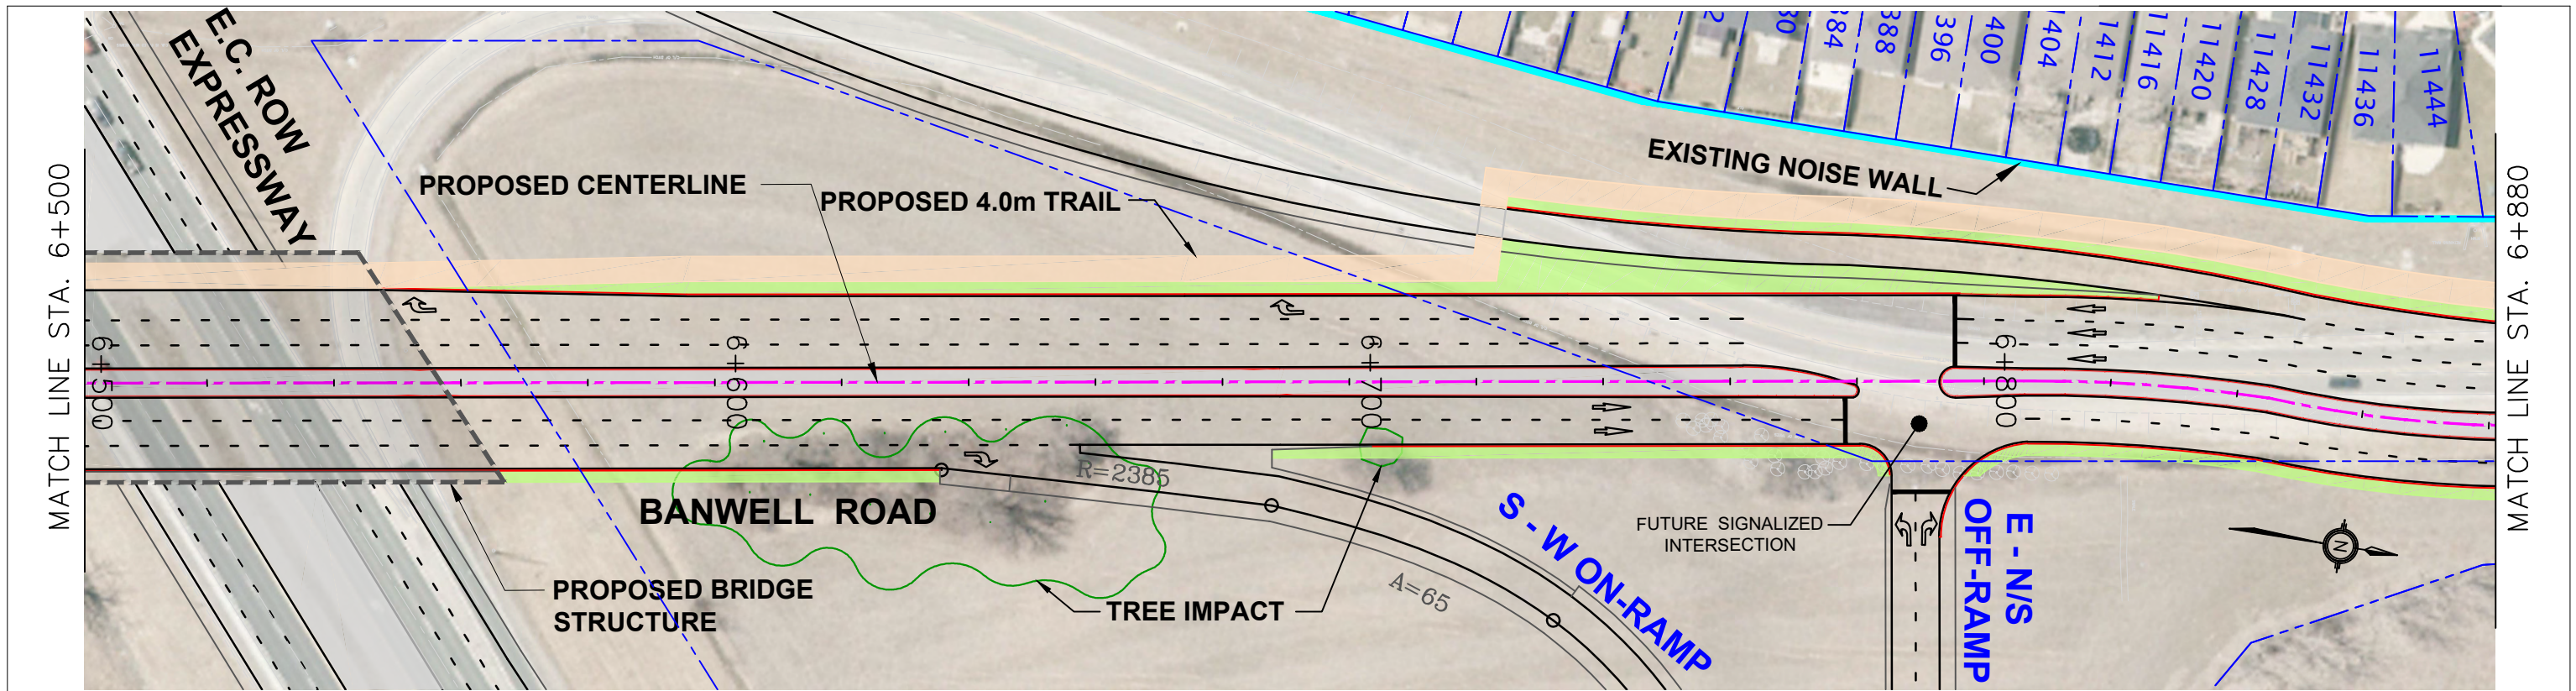 E.C. ROW
EXPRESSWAY
MATCH LINE STA. 6+500
PROPOSED CENTERLINE
PROPOSED 4.0m TRAIL
EXISTING NOISE WALL
384
388
396
400
404
1412
11416
11420
11428
11432
11436
11444
MATCH LINE STA. 6+880
6+500
6+600
6+700
6+800
R=2385
BANWELL ROAD
PROPOSED BRIDGE
STRUCTURE
TREE IMPACT
A=65
S - W ON-RAMP
FUTURE SIGNALIZED
INTERSECTION
E - N/S
OFF-RAMP
N